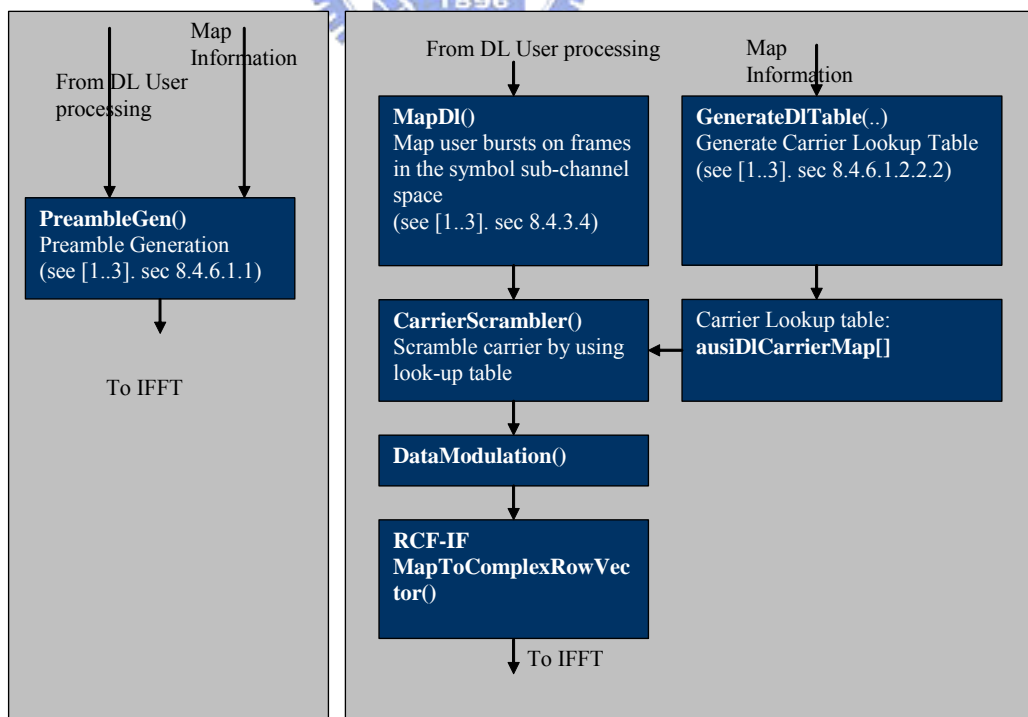 1896
Map
Information
From DL User
processing
PreambleGen()
Preamble Generation
(see [1..3]. sec 8.4.6.1.1)
To IFFT
From DL User processing
Map
Information
MapDl()
Map user bursts on frames
in the symbol sub-channel
space
(see [1..3]. sec 8.4.3.4)
GenerateDlTable(..)
Generate Carrier Lookup Table
(see [1..3]. sec 8.4.6.1.2.2.2)
CarrierScrambler()
Scramble carrier by using
look-up table
Carrier Lookup table:
ausiDlCarrierMap[]
DataModulation()
RCF-IF
MapToComplexRowVec
tor()
To IFFT